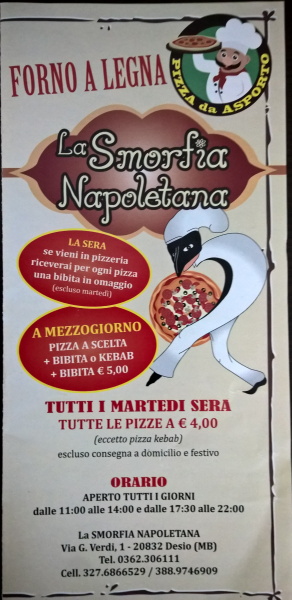 FORNO A LEGNA
PIZZA da ASPORTO
La Smorfia
Napoletana
LA SERA
se vieni in pizzeria
riceverai per ogni pizza
una bibita in omaggio
(escluso martedì)
A MEZZOGIORNO
PIZZA A SCELTA
+ BIBITA o KEBAB
+ BIBITA € 5,00
TUTTI I MARTEDI SERA
TUTTE LE PIZZE A € 4,00
(eccetto pizza kebab)
escluso consegna a domicilio e festivo
ORARIO
APERTO TUTTI I GIORNI
dalle 11:00 alle 14:00 e dalle 17:30 alle 22:00
La SMORFIA NAPOLETANA
Via G. Verdi, 1 - 20832 Desio (MB)
Tel. 0362.306111
Cell. 327.6866529 / 388.9746909